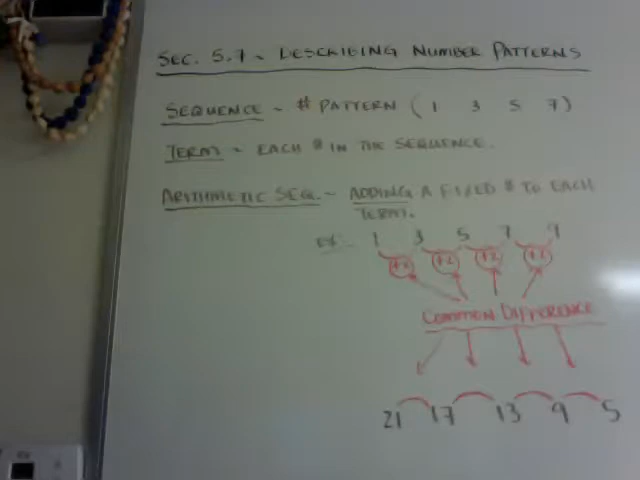 SEC. 5.7 - DESCRIBING NUMBER PATTERNS
SEQUENCE - # PATTERN (1 3 5 7)
TERM - EACH # IN THE SEQUENCE.
ARITHMETIC SEQ. - ADDING A FIXED # TO EACH
TERM.
EX. 1 3 5 7 9
+2 +2 +2 +2
COMMON DIFFERENCE
21 17 13 9 5